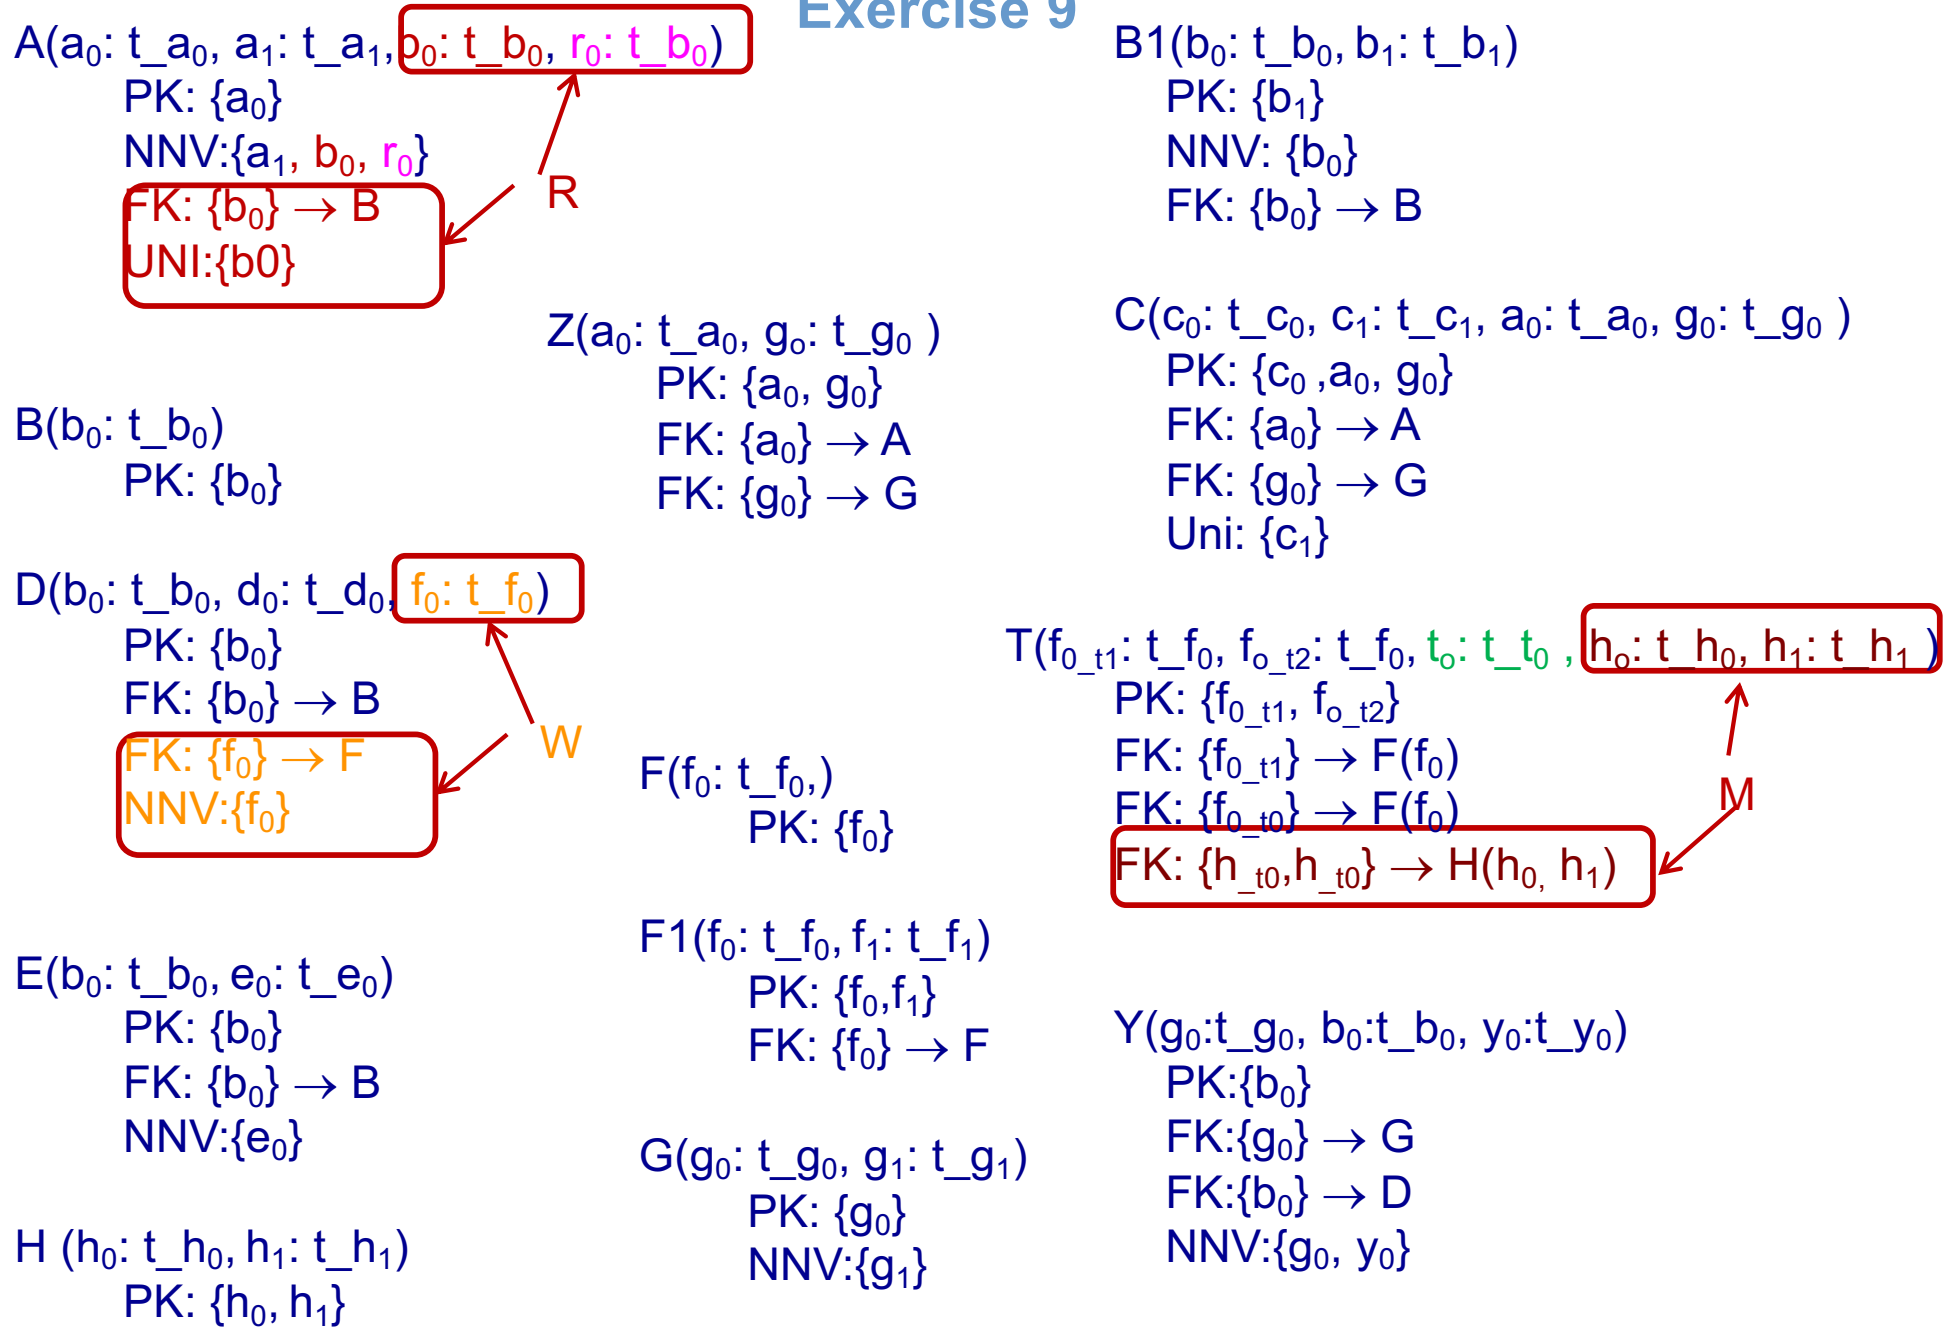 Exercise 9
A(a₀: t_a₀, a₁: t_a₁, b₀: t_b₀, r₀: t_b₀)
PK: {a₀}
NNV:{a₁, b₀, r₀}
FK: {b₀} → B
UNI:{b0}
R
B(b₀: t_b₀)
PK: {b₀}
D(b₀: t_b₀, d₀: t_d₀, f₀: t_f₀)
PK: {b₀}
FK: {b₀} → B
FK: {f₀} → F
NNV:{f₀}
W
E(b₀: t_b₀, e₀: t_e₀)
PK: {b₀}
FK: {b₀} → B
NNV:{e₀}
H (h₀: t_h₀, h₁: t_h₁)
PK: {h₀, h₁}
Z(a₀: t_a₀, gₒ: t_g₀ )
PK: {a₀, g₀}
FK: {a₀} → A
FK: {g₀} → G
F(f₀: t_f₀,)
PK: {f₀}
F1(f₀: t_f₀, f₁: t_f₁)
PK: {f₀,f₁}
FK: {f₀} → F
G(g₀: t_g₀, g₁: t_g₁)
PK: {g₀}
NNV:{g₁}
B1(b₀: t_b₀, b₁: t_b₁)
PK: {b₁}
NNV: {b₀}
FK: {b₀} → B
C(c₀: t_c₀, c₁: t_c₁, a₀: t_a₀, g₀: t_g₀ )
PK: {c₀ ,a₀, g₀}
FK: {a₀} → A
FK: {g₀} → G
Uni: {c₁}
T(f₀_t1: t_f₀, fₒ_t2: t_f₀, tₒ: t_t₀ , hₒ: t_h₀, h₁: t_h₁ )
PK: {f₀_t1, fₒ_t2}
FK: {f₀_t1} → F(f₀)
FK: {f₀_t0} → F(f₀)
FK: {h_t0,h_t0} → H(h₀, h₁)
M
Y(g₀:t_g₀, b₀:t_b₀, y₀:t_y₀)
PK:{b₀}
FK:{g₀} → G
FK:{b₀} → D
NNV:{g₀, y₀}